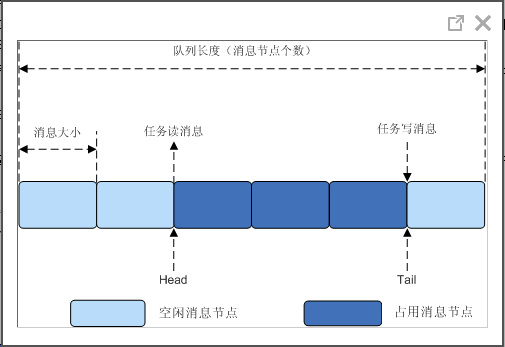 队列长度（消息节点个数）
消息大小
任务读消息
任务写消息
Head
Tail
空闲消息节点
占用消息节点